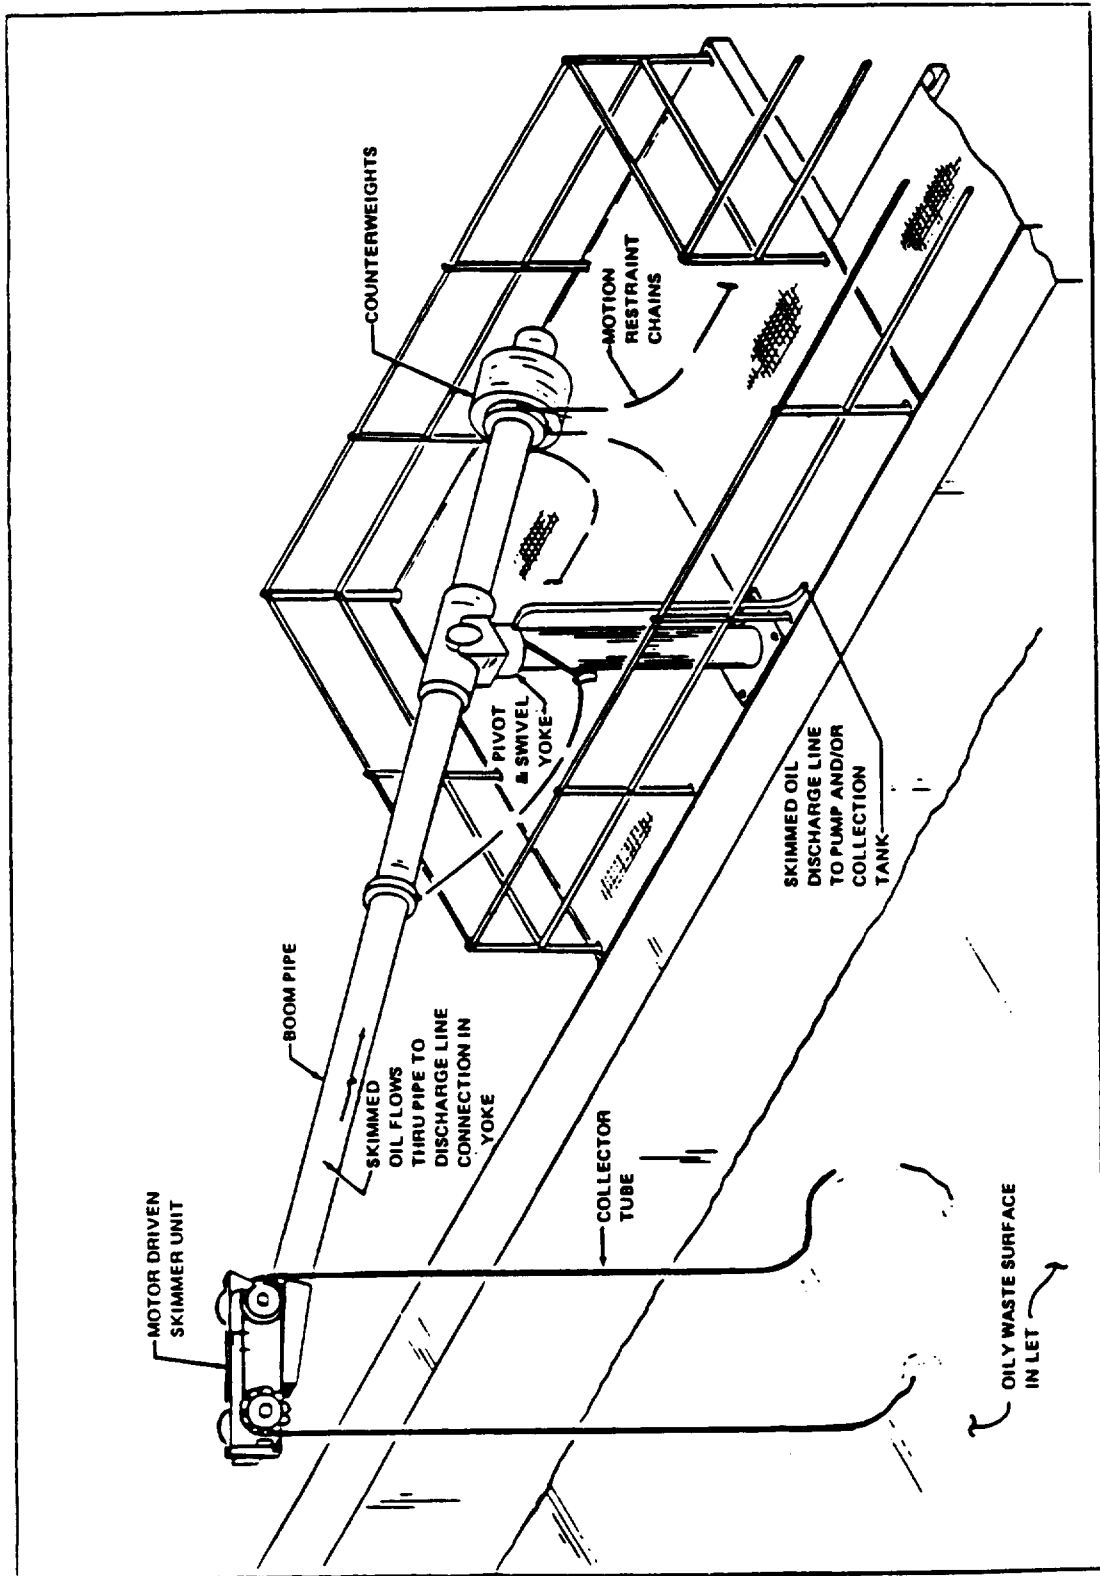 MOTOR DRIVEN
SKIMMER UNIT
BOOM PIPE
COUNTERWEIGHTS
SKIMMED
OIL FLOWS
THRU PIPE TO
DISCHARGE LINE
CONNECTION IN
YOKE
PIVOT
& SWIVEL
YOKE
MOTION
RESTRAINT
CHAINS
COLLECTOR
TUBE
SKIMMED OIL
DISCHARGE LINE
TO PUMP AND/OR
COLLECTION
TANK
OILY WASTE SURFACE
IN LET